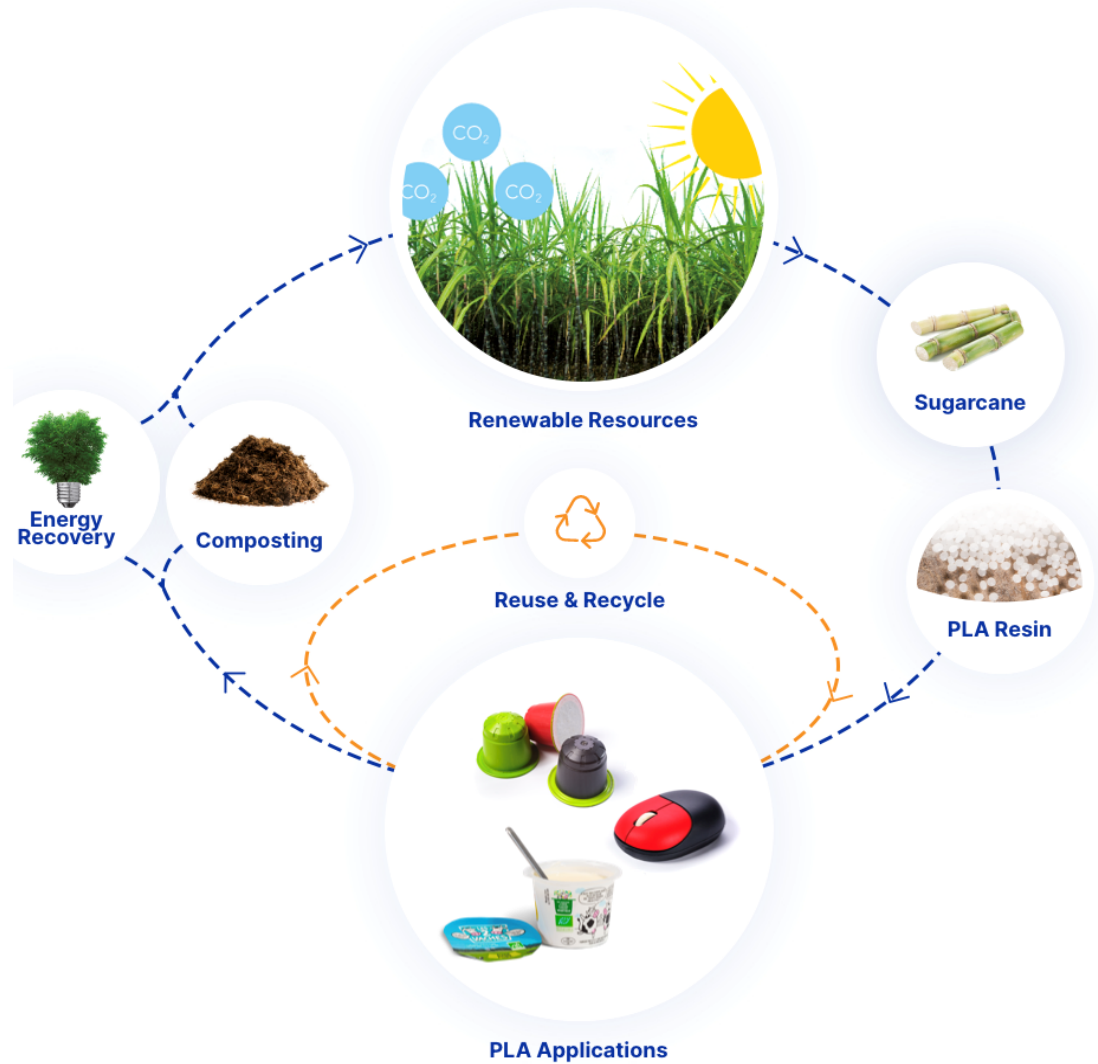 CO₂
CO₂
CO₂
Renewable Resources
Sugarcane
Energy
Recovery
Composting
Reuse & Recycle
PLA Resin
PLA Applications